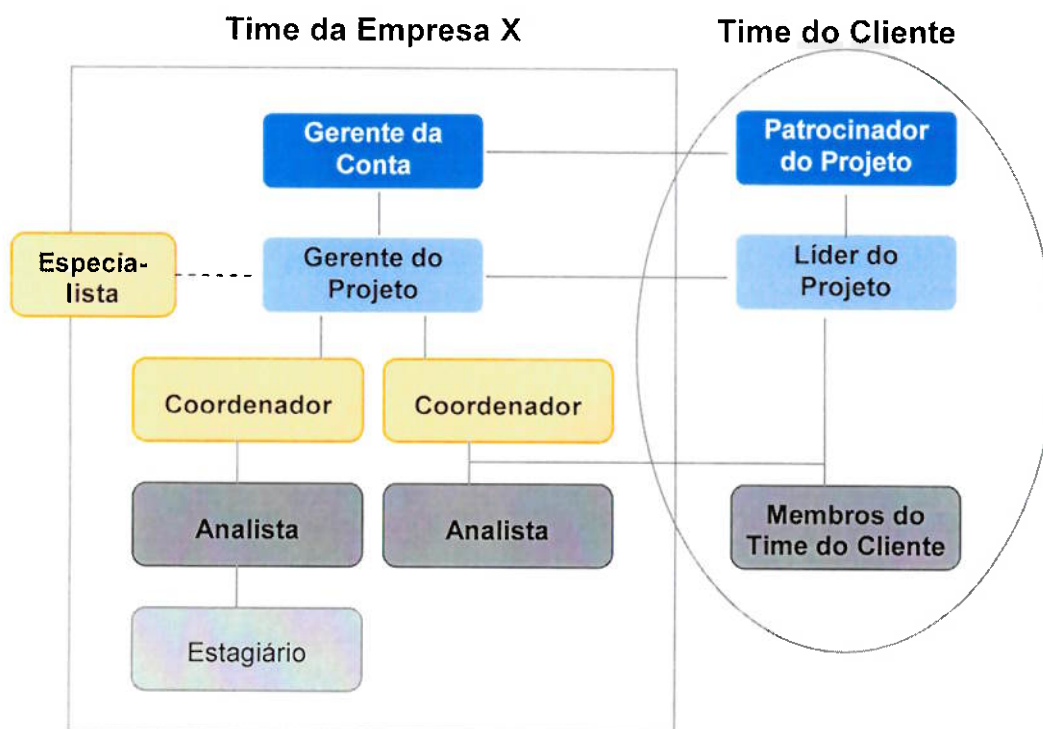 Time da Empresa X
Time do Cliente
Gerente da
Conta
Patrocinador
do Projeto
Especia-
lista
Gerente do
Projeto
Líder do
Projeto
Coordenador
Coordenador
Analista
Analista
Membros do
Time do Cliente
Estagiário